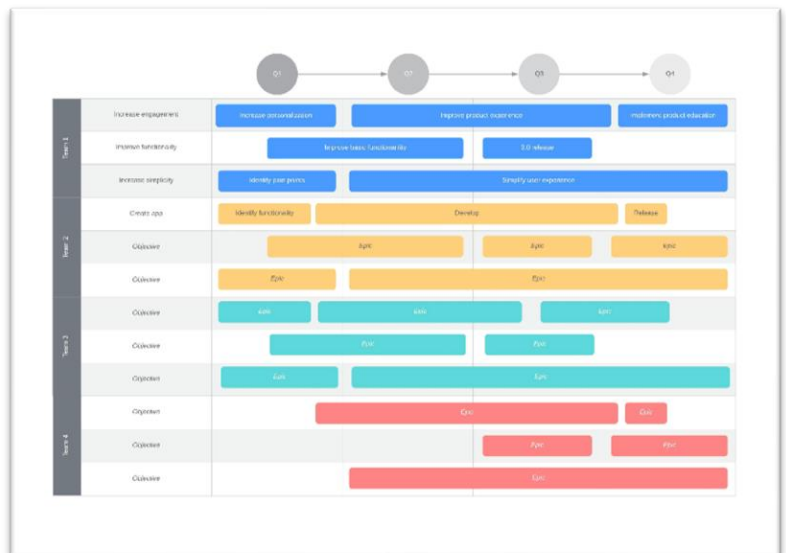 Q1 Q2 Q3 Q4
Team 1
Increase engagement
Increase personalization
Improve product experience
Implement product education
Improve functionality
Improve basic functionality
3.0 release
Increase simplicity
Identify pain points
Simplify user experience
Team 2
Create app
Identify functionality
Develop
Release
Objective
Epic
Epic
Epic
Objective
Epic
Epic
Team 3
Objective
Epic
Epic
Epic
Objective
Epic
Epic
Objective
Epic
Epic
Team 4
Objective
Epic
Epic
Objective
Epic
Epic
Objective
Epic